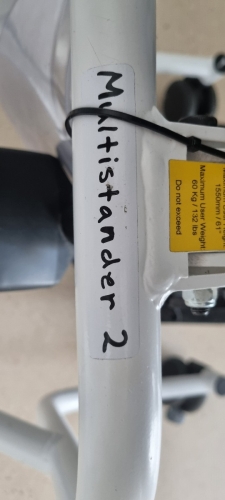 Multistander 2
1550mm / 61"
Maximum User Weight
60 Kg / 132 lbs
Do not exceed